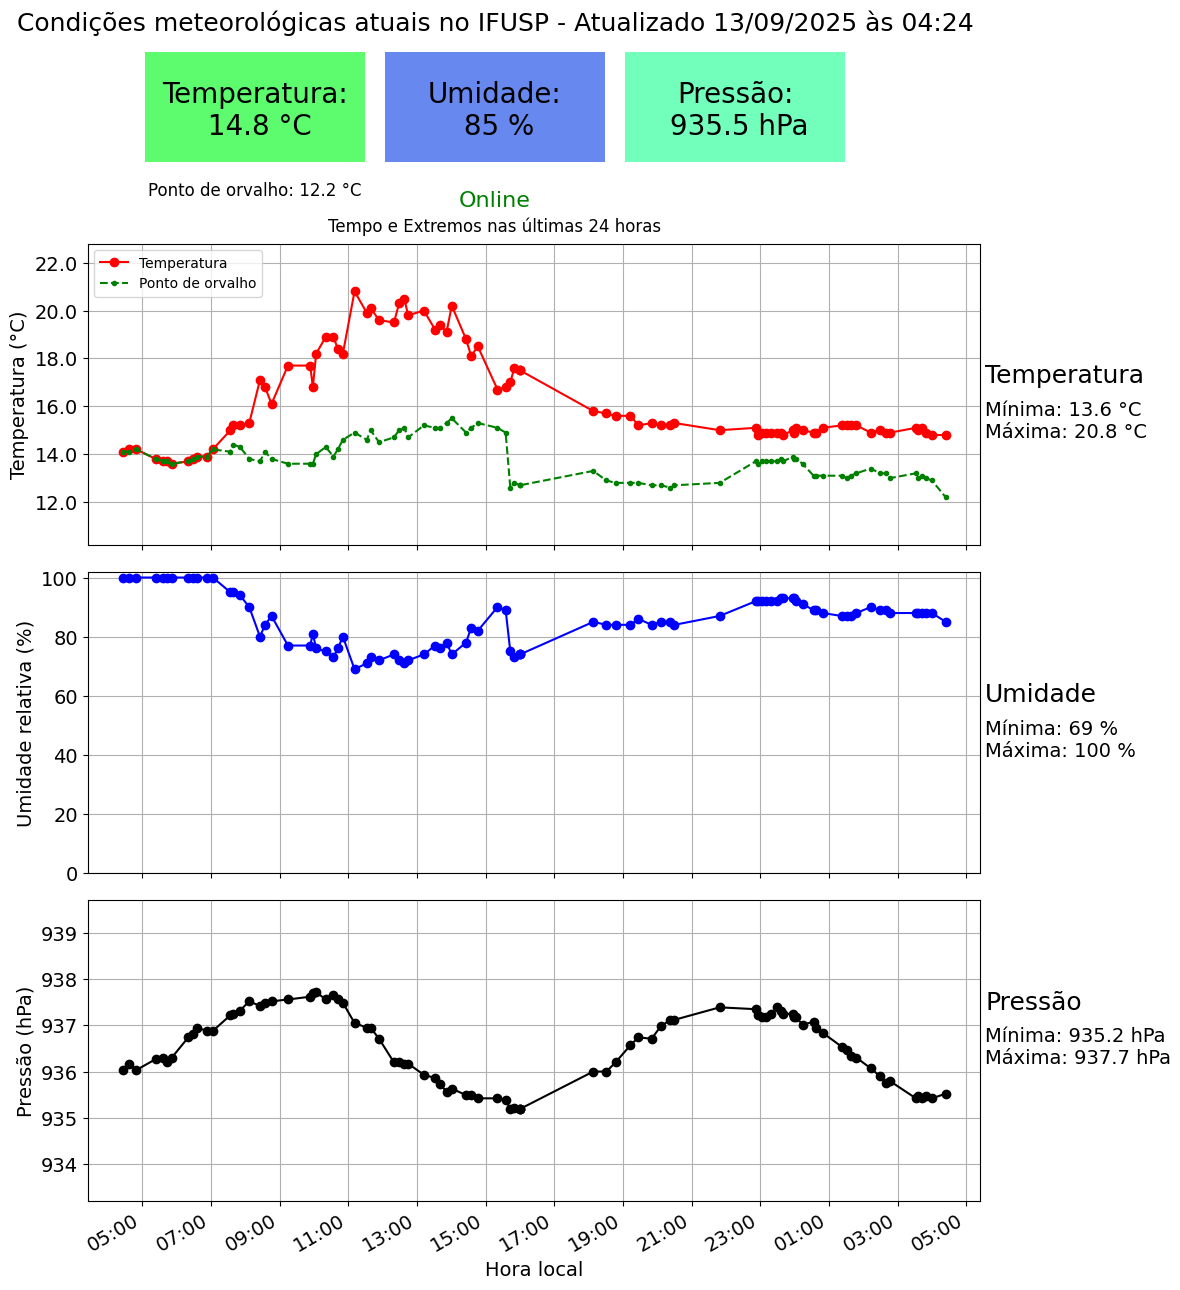 Condições meteorológicas atuais no IFUSP - Atualizado 13/09/2025 às 04:24
Temperatura:
14.8 °C
Umidade:
85 %
Pressão:
935.5 hPa
Ponto de orvalho: 12.2 °C
Online
Tempo e Extremos nas últimas 24 horas
Temperatura
Ponto de orvalho
Temperatura (°C)
22.0
20.0
18.0
16.0
14.0
12.0
Temperatura
Mínima: 13.6 °C
Máxima: 20.8 °C
Umidade relativa (%)
100
80
60
40
20
0
Umidade
Mínima: 69 %
Máxima: 100 %
Pressão (hPa)
939
938
937
936
935
934
Pressão
Mínima: 935.2 hPa
Máxima: 937.7 hPa
05:00 07:00 09:00 11:00 13:00 15:00 17:00 19:00 21:00 23:00 01:00 03:00 05:00
Hora local